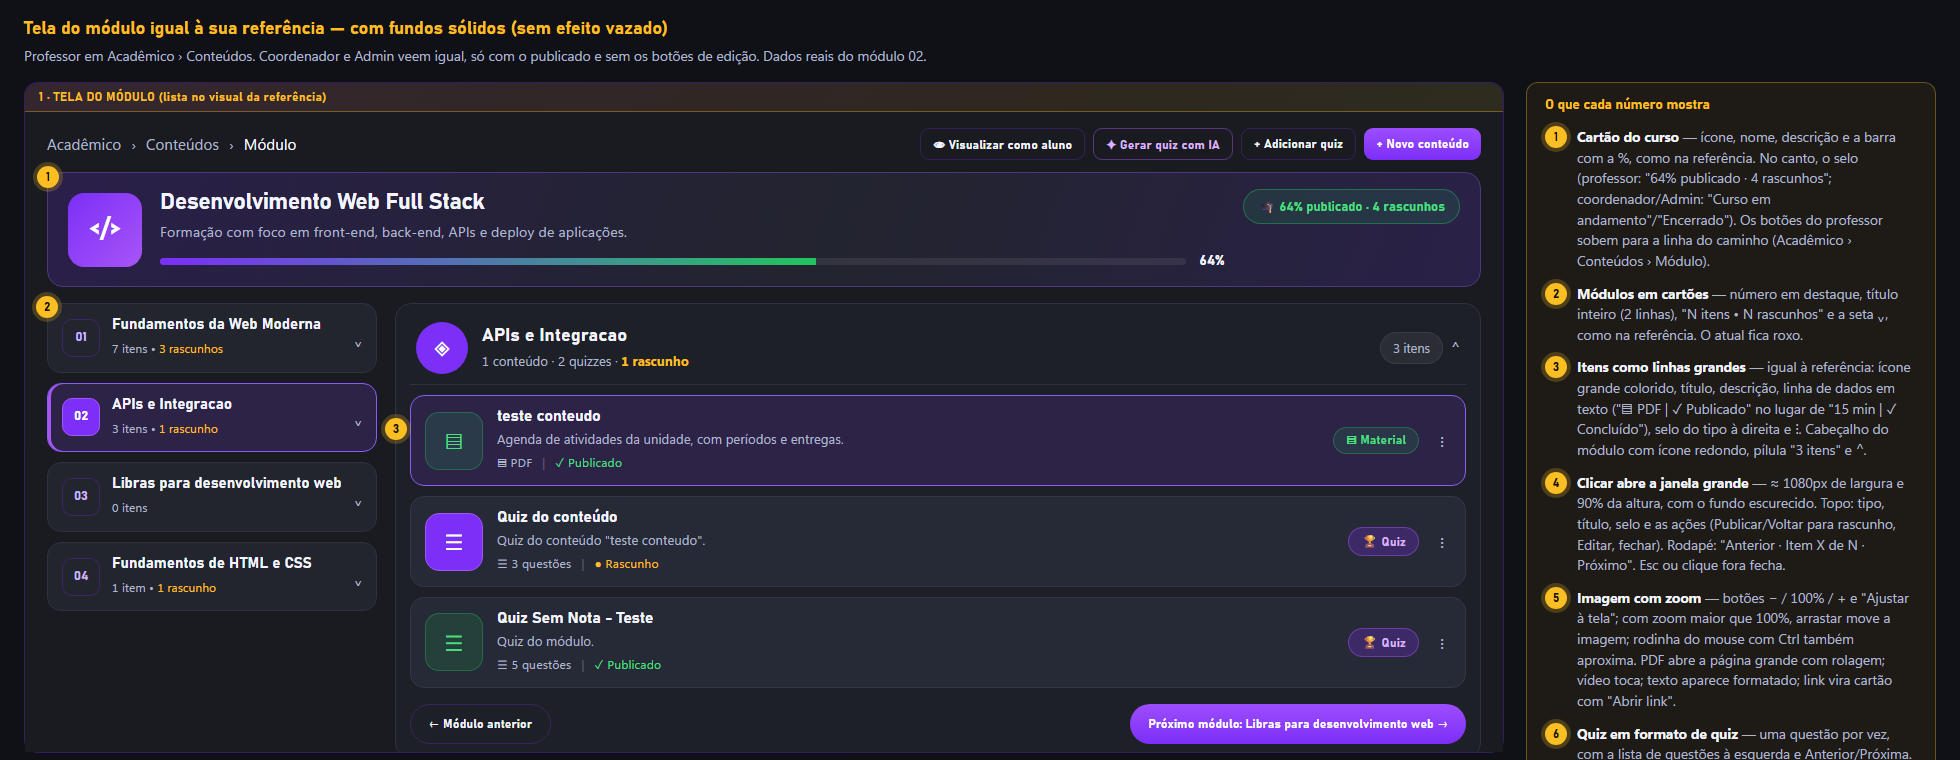 Tela do módulo igual à sua referência — com fundos sólidos (sem efeito vazado)
Professor em Acadêmico › Conteúdos. Coordenador e Admin veem igual, só com o publicado e sem os botões de edição. Dados reais do módulo 02.
1 · TELA DO MÓDULO (lista no visual da referência)
Acadêmico › Conteúdos › Módulo
Visualizar como aluno
✦ Gerar quiz com IA
+ Adicionar quiz
+ Novo conteúdo
1
</>
Desenvolvimento Web Full Stack
Formação com foco em front-end, back-end, APIs e deploy de aplicações.
64%
64% publicado · 4 rascunhos
2
01
Fundamentos da Web Moderna
7 itens • 3 rascunhos
02
APIs e Integracao
3 itens • 1 rascunho
03
Libras para desenvolvimento web
0 itens
04
Fundamentos de HTML e CSS
1 item • 1 rascunho
APIs e Integracao
1 conteúdo · 2 quizzes · 1 rascunho
3 itens ^
3
teste conteudo
Agenda de atividades da unidade, com períodos e entregas.
▤ PDF | ✓ Publicado
▤ Material ⋮
Quiz do conteúdo
Quiz do conteúdo "teste conteudo".
☰ 3 questões | ● Rascunho
🏆 Quiz ⋮
Quiz Sem Nota - Teste
Quiz do módulo.
☰ 5 questões | ✓ Publicado
🏆 Quiz ⋮
← Módulo anterior
Próximo módulo: Libras para desenvolvimento web →
O que cada número mostra
1 Cartão do curso — ícone, nome, descrição e a barra
com a %, como na referência. No canto, o selo
(professor: "64% publicado · 4 rascunhos";
coordenador/Admin: "Curso em
andamento"/"Encerrado"). Os botões do professor
sobem para a linha do caminho (Acadêmico ›
Conteúdos › Módulo).
2 Módulos em cartões — número em destaque, título
inteiro (2 linhas), "N itens • N rascunhos" e a seta ⌄,
como na referência. O atual fica roxo.
3 Itens como linhas grandes — igual à referência: ícone
grande colorido, título, descrição, linha de dados em
texto ("▤ PDF | ✓ Publicado" no lugar de "15 min | ✓
Concluído"), selo do tipo à direita e ⋮. Cabeçalho do
módulo com ícone redondo, pílula "3 itens" e ^.
4 Clicar abre a janela grande — ≈ 1080px de largura e
90% da altura, com o fundo escurecido. Topo: tipo,
título, selo e as ações (Publicar/Voltar para rascunho,
Editar, fechar). Rodapé: "Anterior · Item X de N ·
Próximo". Esc ou clique fora fecha.
5 Imagem com zoom — botões − / 100% / + e "Ajustar
à tela"; com zoom maior que 100%, arrastar move a
imagem; rodinha do mouse com Ctrl também
aproxima. PDF abre a página grande com rolagem;
vídeo toca; texto aparece formatado; link vira cartão
com "Abrir link".
6 Quiz em formato de quiz — uma questão por vez,
com a lista de questões à esquerda e Anterior/Próxima.